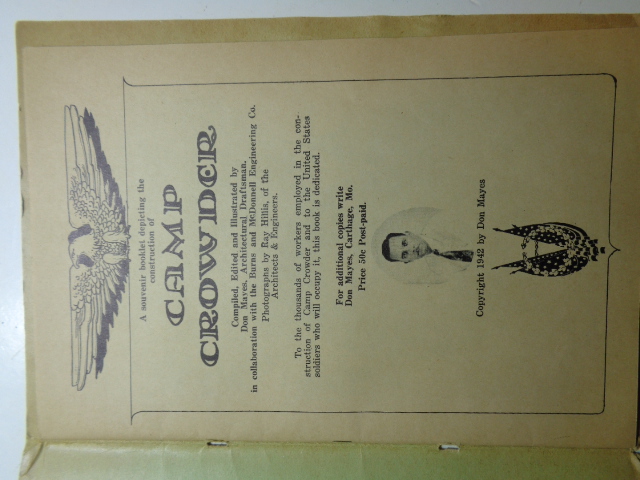 A souvenir booklet depicting the
construction of
CAMP
CROWDER
Compiled, Edited and Illustrated by
Don Mayes, Architectural Draftsman.
in collaboration with the Burns and McDonnell Engineering Co.
Photograpns by Ray Hillis, of the
Architects & Engineers.
To the thousands of workers employed in the con-
struction of Camp Crowder and to the United States
soldiers who will occupy it, this book is dedicated.
For additional copies write
Don Mayes, Carthage, Mo.
Price 50c Post-paid.
Copyright 1942 by Don Mayes